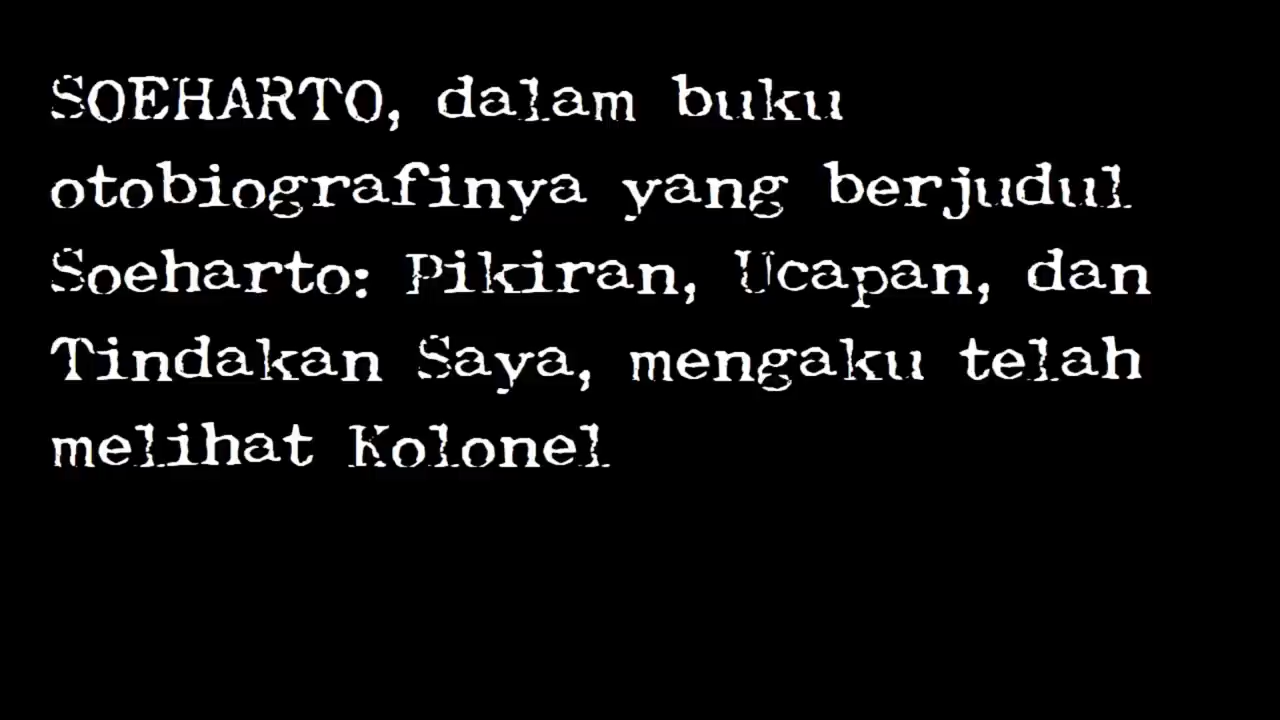 SOEHARTO, dalam buku
otobiografinya yang berjudul
Soeharto: Pikiran, Ucapan, dan
Tindakan Saya, mengaku telah
melihat Kolonel